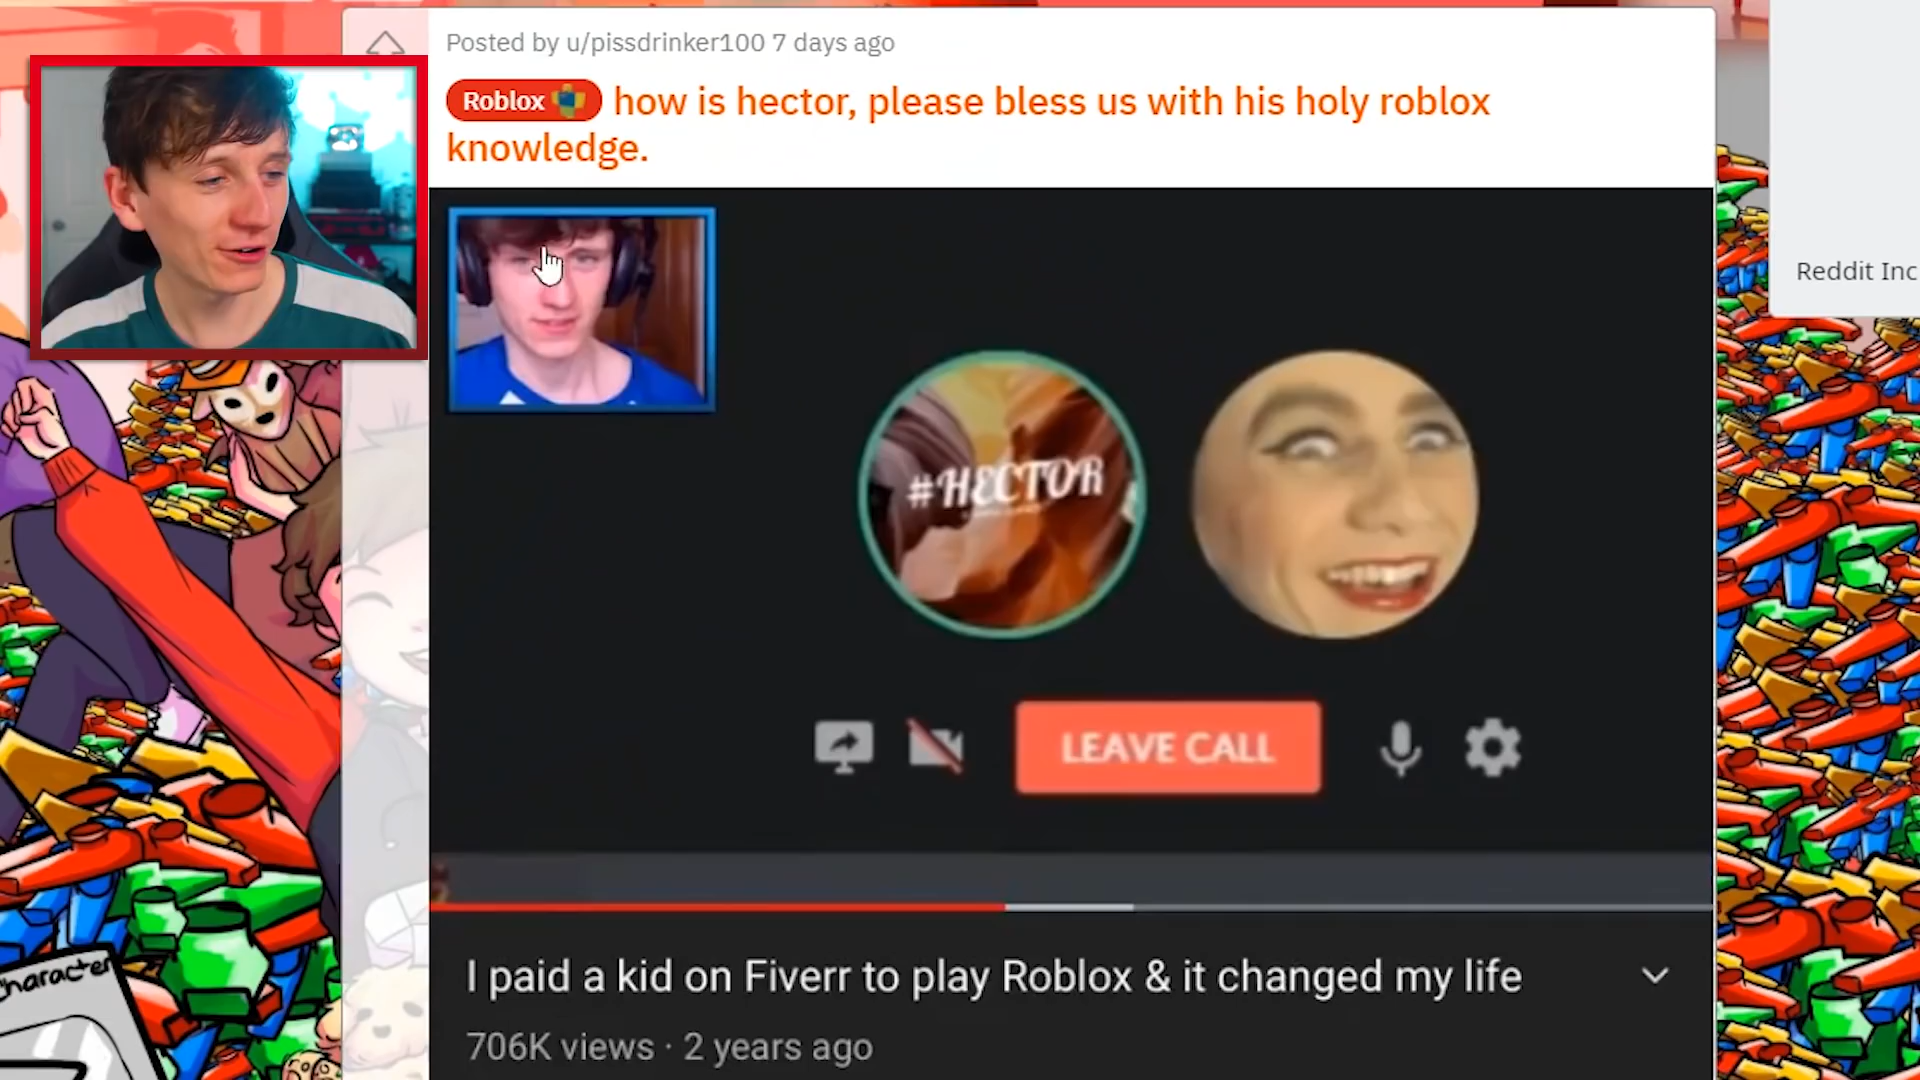 Posted by u/pissdrinker100 7 days ago
Roblox how is hector, please bless us with his holy roblox
knowledge.
Reddit Inc
#HECTOR
LEAVE CALL
I paid a kid on Fiverr to play Roblox & it changed my life
706K views · 2 years ago
character